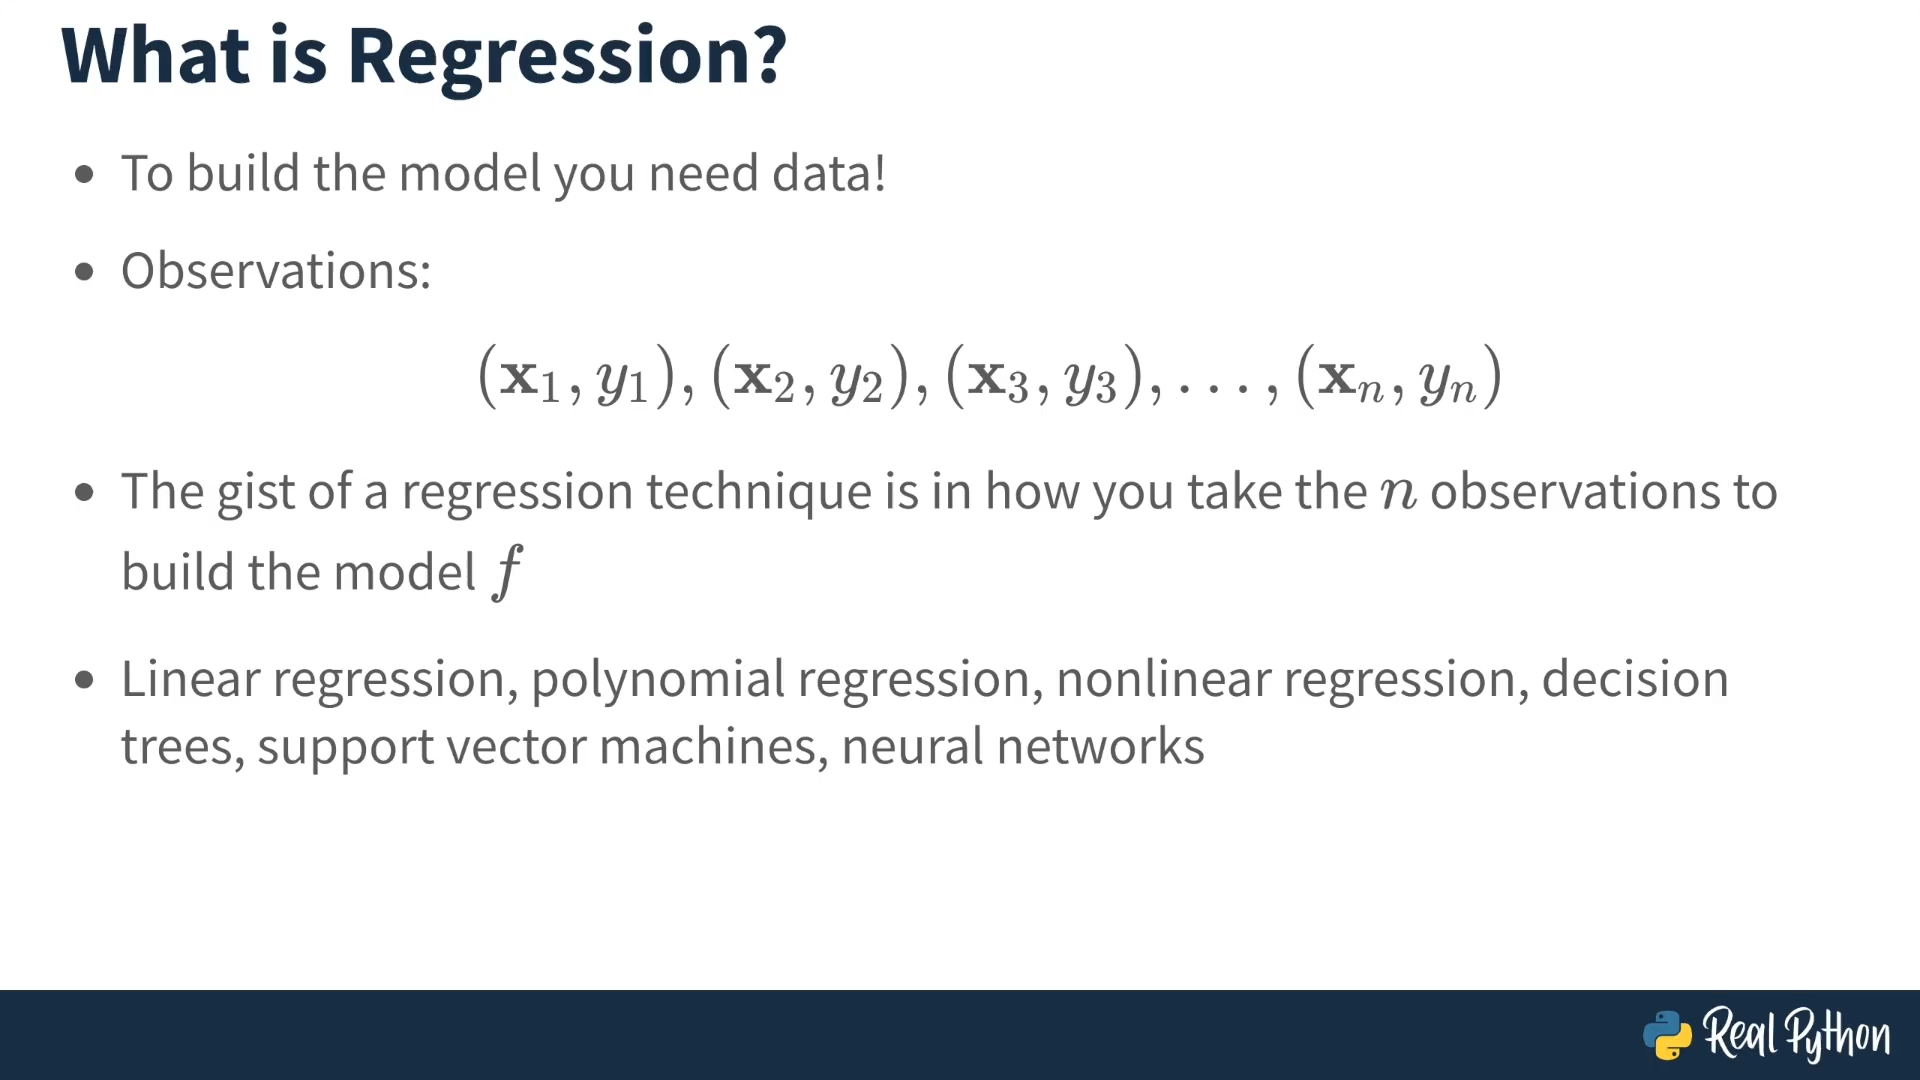 What is Regression?
• To build the model you need data!
• Observations:
(𝐱₁, y₁), (𝐱₂, y₂), (𝐱₃, y₃), . . . , (𝐱ₙ, yₙ)
• The gist of a regression technique is in how you take the n observations to
build the model f
• Linear regression, polynomial regression, nonlinear regression, decision
trees, support vector machines, neural networks
Real Python